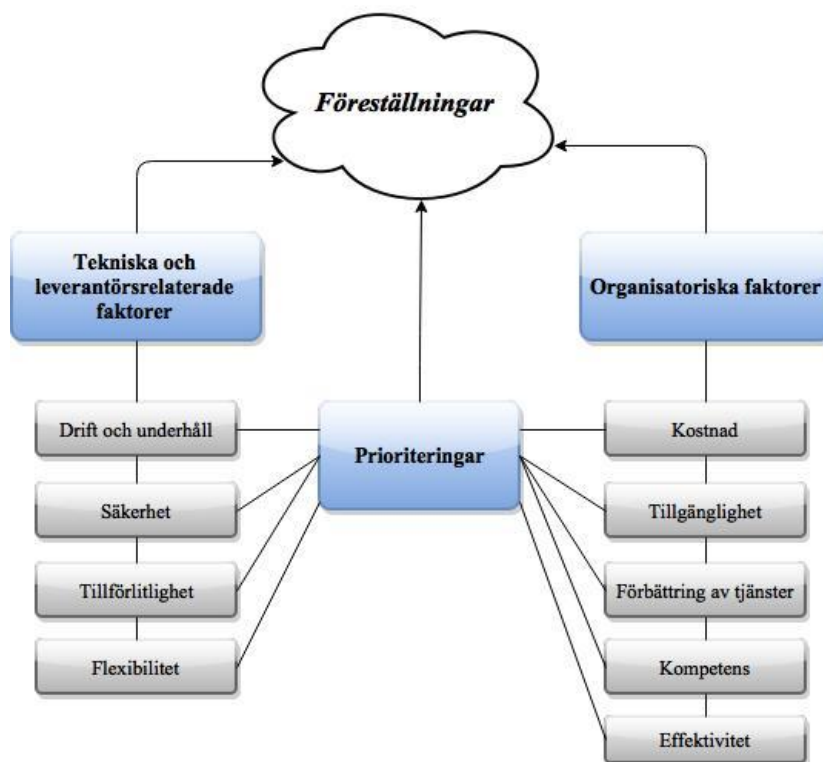 Föreställningar
Tekniska och
leverantörsrelaterade
faktorer
Organisatoriska faktorer
Prioriteringar
Drift och underhåll
Säkerhet
Tillförlitlighet
Flexibilitet
Kostnad
Tillgänglighet
Förbättring av tjänster
Kompetens
Effektivitet